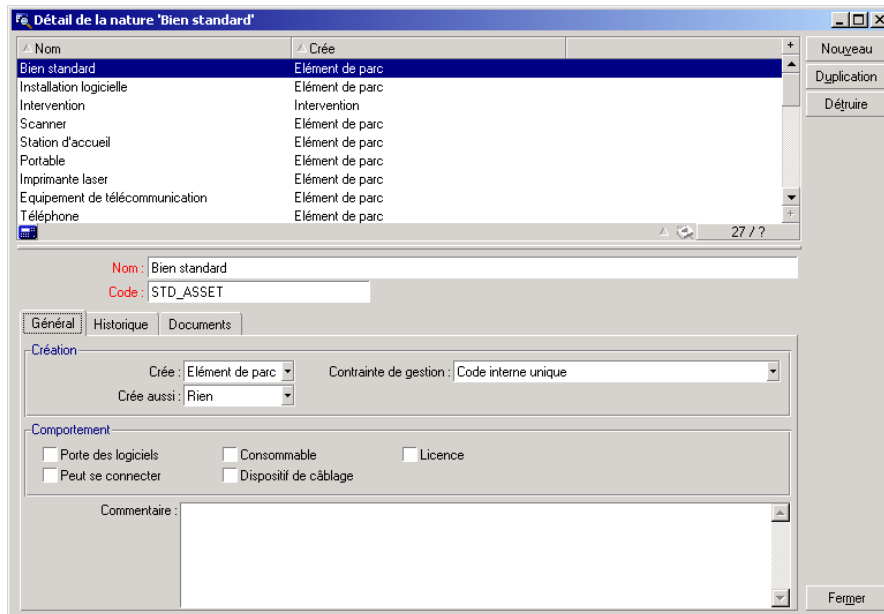 Détail de la nature 'Bien standard'
Nom Crée +
Nouveau
Bien standard Elément de parc
Installation logicielle Elément de parc
Duplication
Intervention Intervention
Détruire
Scanner Elément de parc
Station d'accueil Elément de parc
Portable Elément de parc
Imprimante laser Elément de parc
Equipement de télécommunication Elément de parc
Téléphone Elément de parc +
27 / ?
Nom : Bien standard
Code : STD_ASSET
Général Historique Documents
Création
Crée : Elément de parc Contrainte de gestion : Code interne unique
Crée aussi : Rien
Comportement
Porte des logiciels Consommable Licence
Peut se connecter Dispositif de câblage
Commentaire :
Fermer